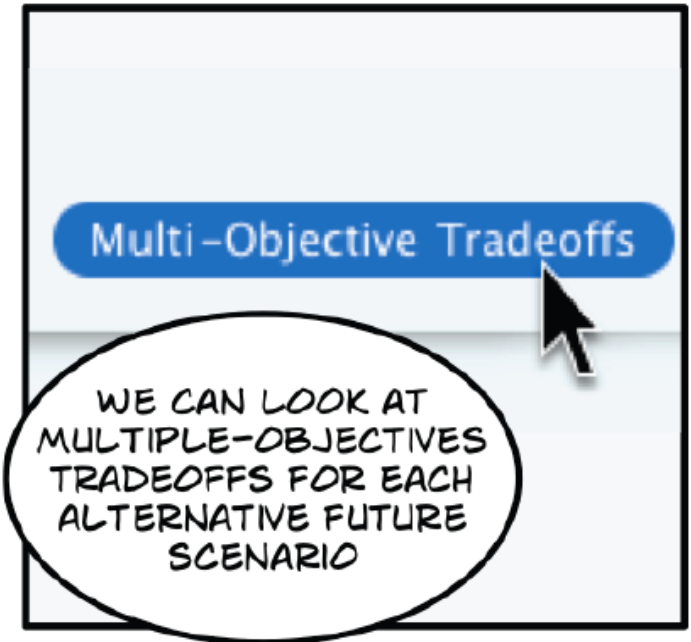 Multi-Objective Tradeoffs
WE CAN LOOK AT
MULTIPLE-OBJECTIVES
TRADEOFFS FOR EACH
ALTERNATIVE FUTURE
SCENARIO